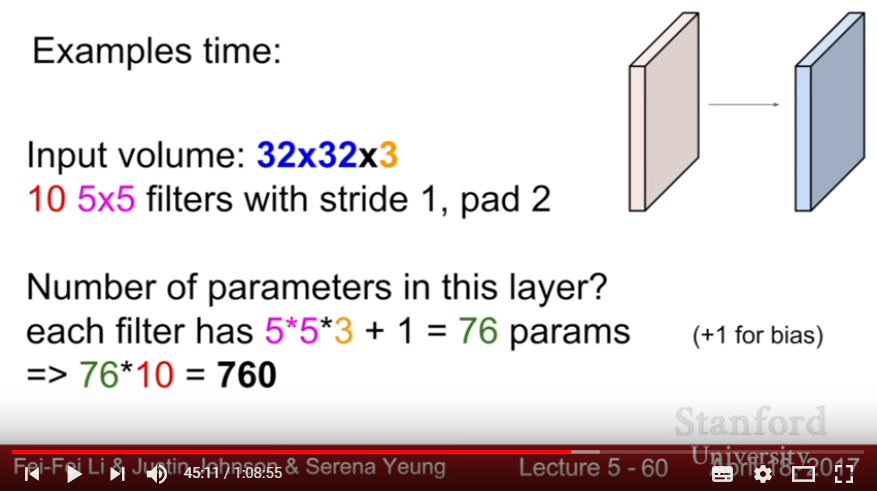 Examples time:
Input volume: 32x32x3
10 5x5 filters with stride 1, pad 2
Number of parameters in this layer?
each filter has 5*5*3 + 1 = 76 params (+1 for bias)
=> 76*10 = 760
Stanford
University
Fei-Fei Li & Justin Johnson & Serena Yeung
Lecture 5 - 60
April 18, 2017
45:11 / 1:08:55